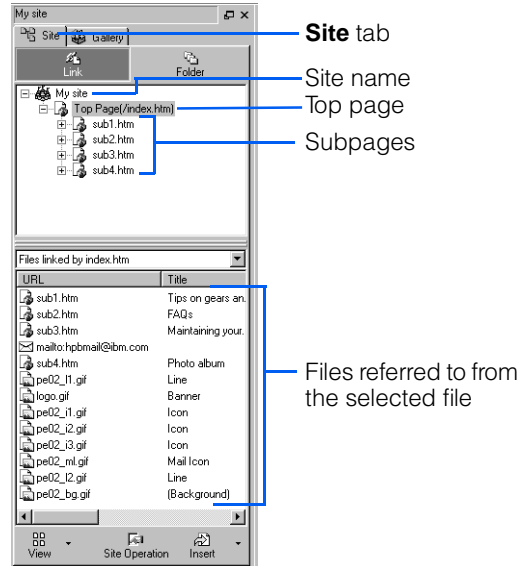 My site
Site
Gallery
Site tab
Link
Folder
My site
Site name
Top Page(/index.htm)
Top page
sub1.htm
sub2.htm
Subpages
sub3.htm
sub4.htm
Files linked by index.htm
URL Title
sub1.htm Tips on gears an.
sub2.htm FAQs
sub3.htm Maintaining your.
mailto:hpbmail@ibm.com
sub4.htm Photo album
pe02_l1.gif Line
logo.gif Banner
Files referred to from
the selected file
pe02_i1.gif Icon
pe02_i2.gif Icon
pe02_i3.gif Icon
pe02_ml.gif Mail Icon
pe02_l2.gif Line
pe02_bg.gif (Background)
View
Site Operation
Insert